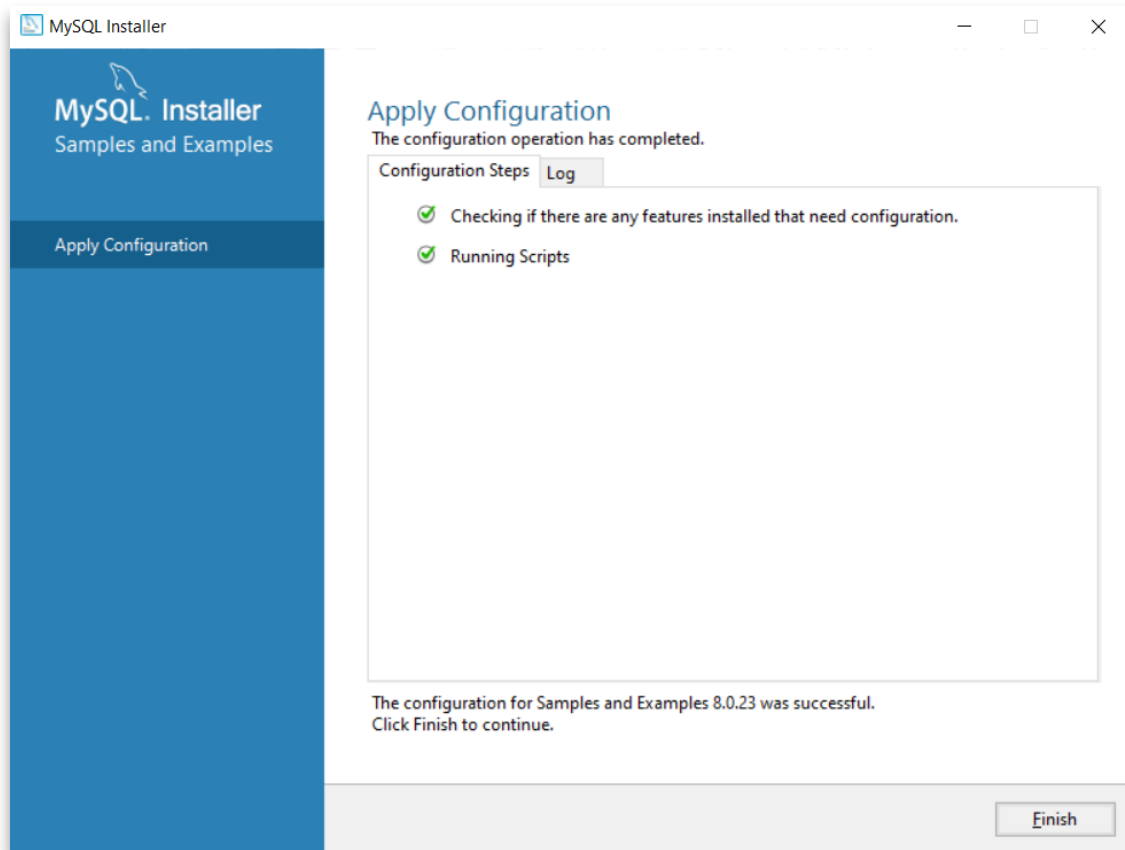 MySQL Installer
MySQL. Installer
Samples and Examples
Apply Configuration
Apply Configuration
The configuration operation has completed.
Configuration Steps
Log
Checking if there are any features installed that need configuration.
Running Scripts
The configuration for Samples and Examples 8.0.23 was successful.
Click Finish to continue.
Finish